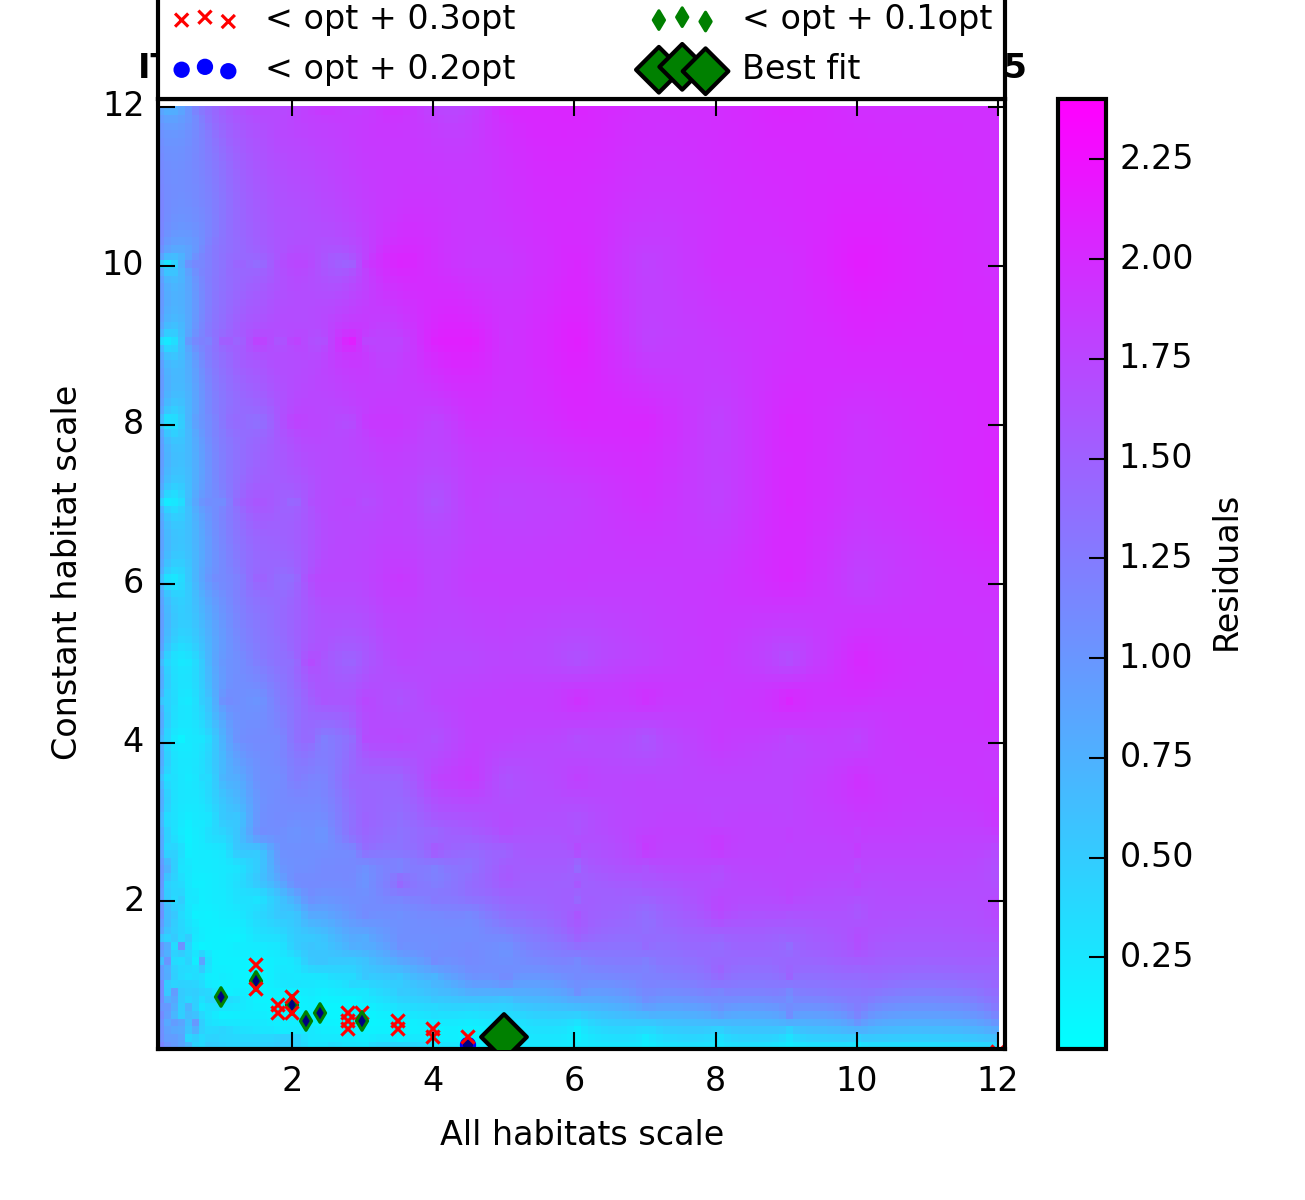 < opt + 0.3opt < opt + 0.1opt
< opt + 0.2opt Best fit
5
12
10
8
6
4
2
2 4 6 8 10 12
Constant habitat scale
All habitats scale
2.25
2.00
1.75
1.50
1.25
1.00
0.75
0.50
0.25
Residuals